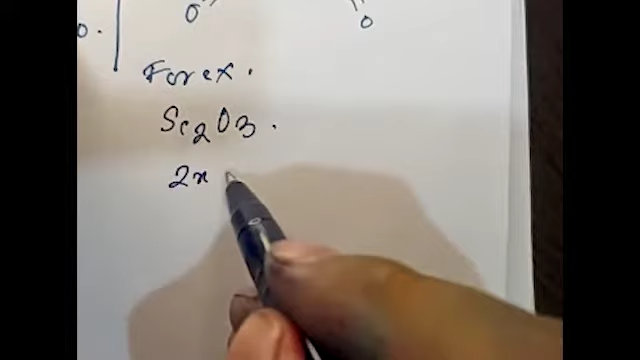 O
O
O.
For ex.
Sc2O3.
2x